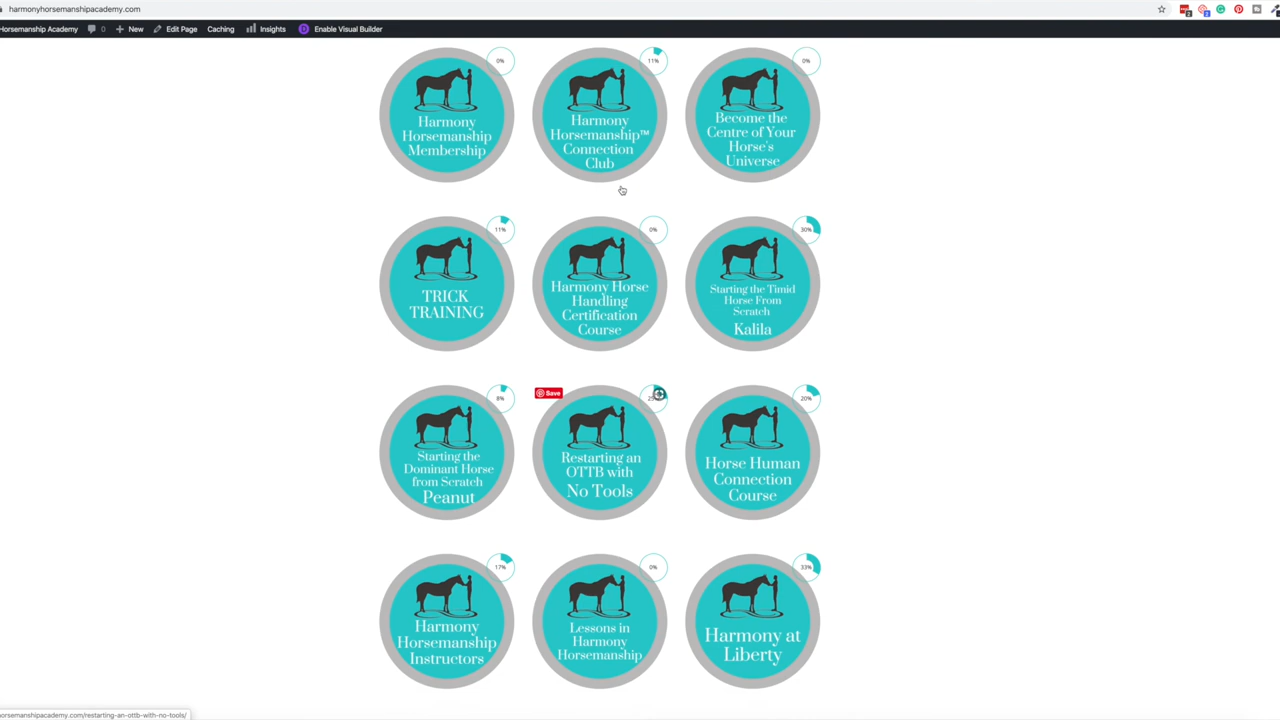 harmonyhorsemanshipacademy.com
Horsemanship Academy 0 New Edit Page Caching Insights Enable Visual Builder
0%
Harmony
Horsemanship
Membership
11%
Harmony
Horsemanship™
Connection
Club
0%
Become the
Centre of Your
Horse's
Universe
11%
TRICK
TRAINING
0%
Harmony Horse
Handling
Certification
Course
30%
Starting the Timid
Horse From
Scratch
Kalila
8%
Starting the
Dominant Horse
from Scratch
Peanut
Save
Restarting an
OTTB with
No Tools
20%
Horse Human
Connection
Course
17%
Harmony
Horsemanship
Instructors
0%
Lessons in
Harmony
Horsemanship
33%
Harmony at
Liberty
horsemanshipacademy.com/restarting-an-ottb-with-no-tools/